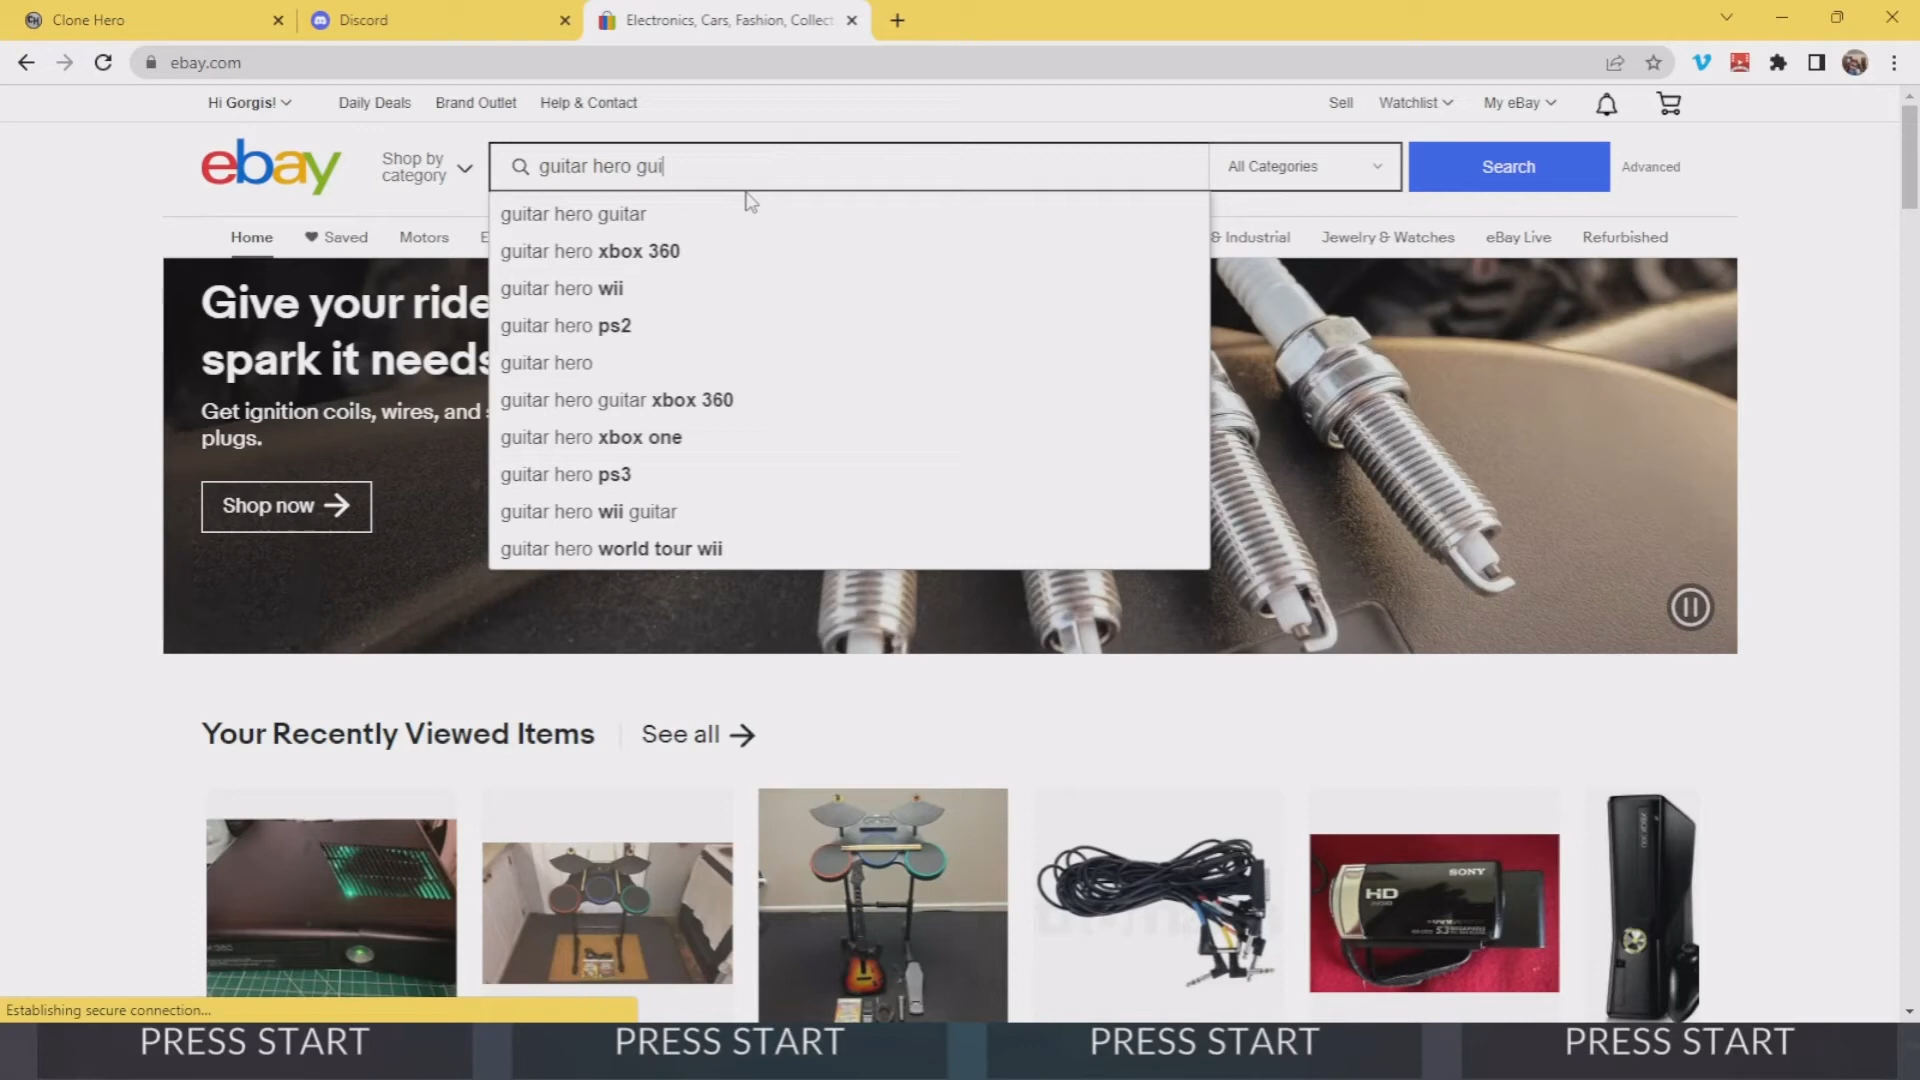 Clone Hero
Discord
Electronics, Cars, Fashion, Collect
ebay.com
Hi Gorgis!
Daily Deals
Brand Outlet
Help & Contact
Sell
Watchlist
My eBay
ebay
Shop by category
guitar hero gui
All Categories
Search
Advanced
Home
Saved
Motors
E
& Industrial
Jewelry & Watches
eBay Live
Refurbished
guitar hero guitar
guitar hero xbox 360
guitar hero wii
guitar hero ps2
guitar hero
guitar hero guitar xbox 360
guitar hero xbox one
guitar hero ps3
guitar hero wii guitar
guitar hero world tour wii
Give your ride
spark it needs
Get ignition coils, wires, and s
plugs.
Shop now
Your Recently Viewed Items
See all
SONY
HD
Establishing secure connection...
PRESS START
PRESS START
PRESS START
PRESS START